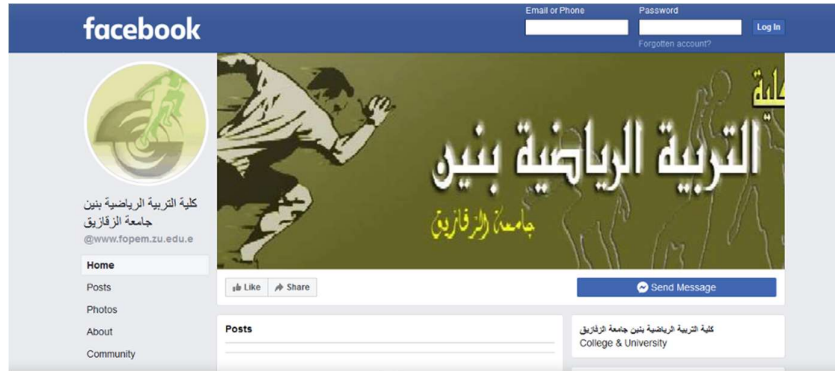 facebook
Email or Phone
Password
Log In
Forgotten account?
كلية
التربية الرياضية بنين
جامعة الزقازيق
كلية التربية الرياضية بنين
جامعة الزقازيق
@www.fopem.zu.edu.e
Home
Posts
Photos
About
Community
Like
Share
Send Message
Posts
كلية التربية الرياضية بنين جامعة الزقازيق
College & University